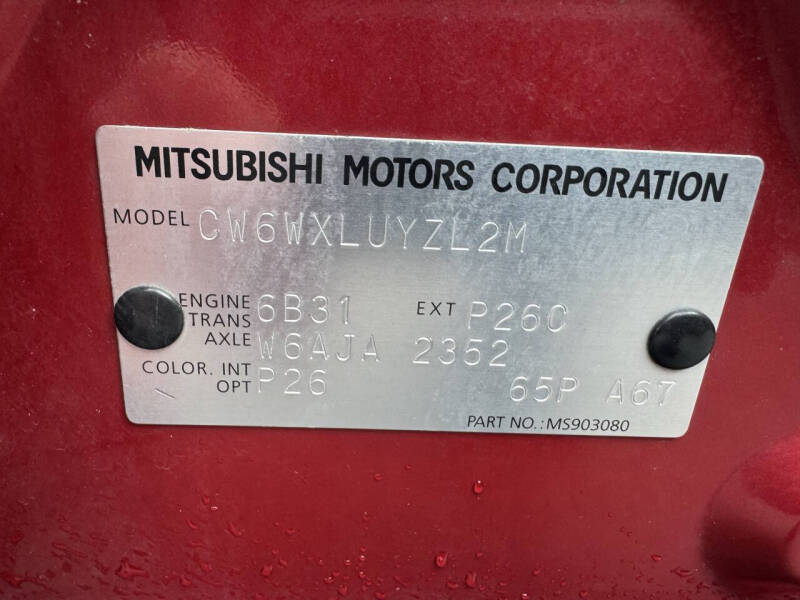 MITSUBISHI MOTORS CORPORATION
MODEL CW6WXLUYZL2M
ENGINE 6B31 EXT P26C
TRANS
AXLE W6AJA 2352
COLOR. INT
OPT P26 65P A67
PART NO.: MS903080